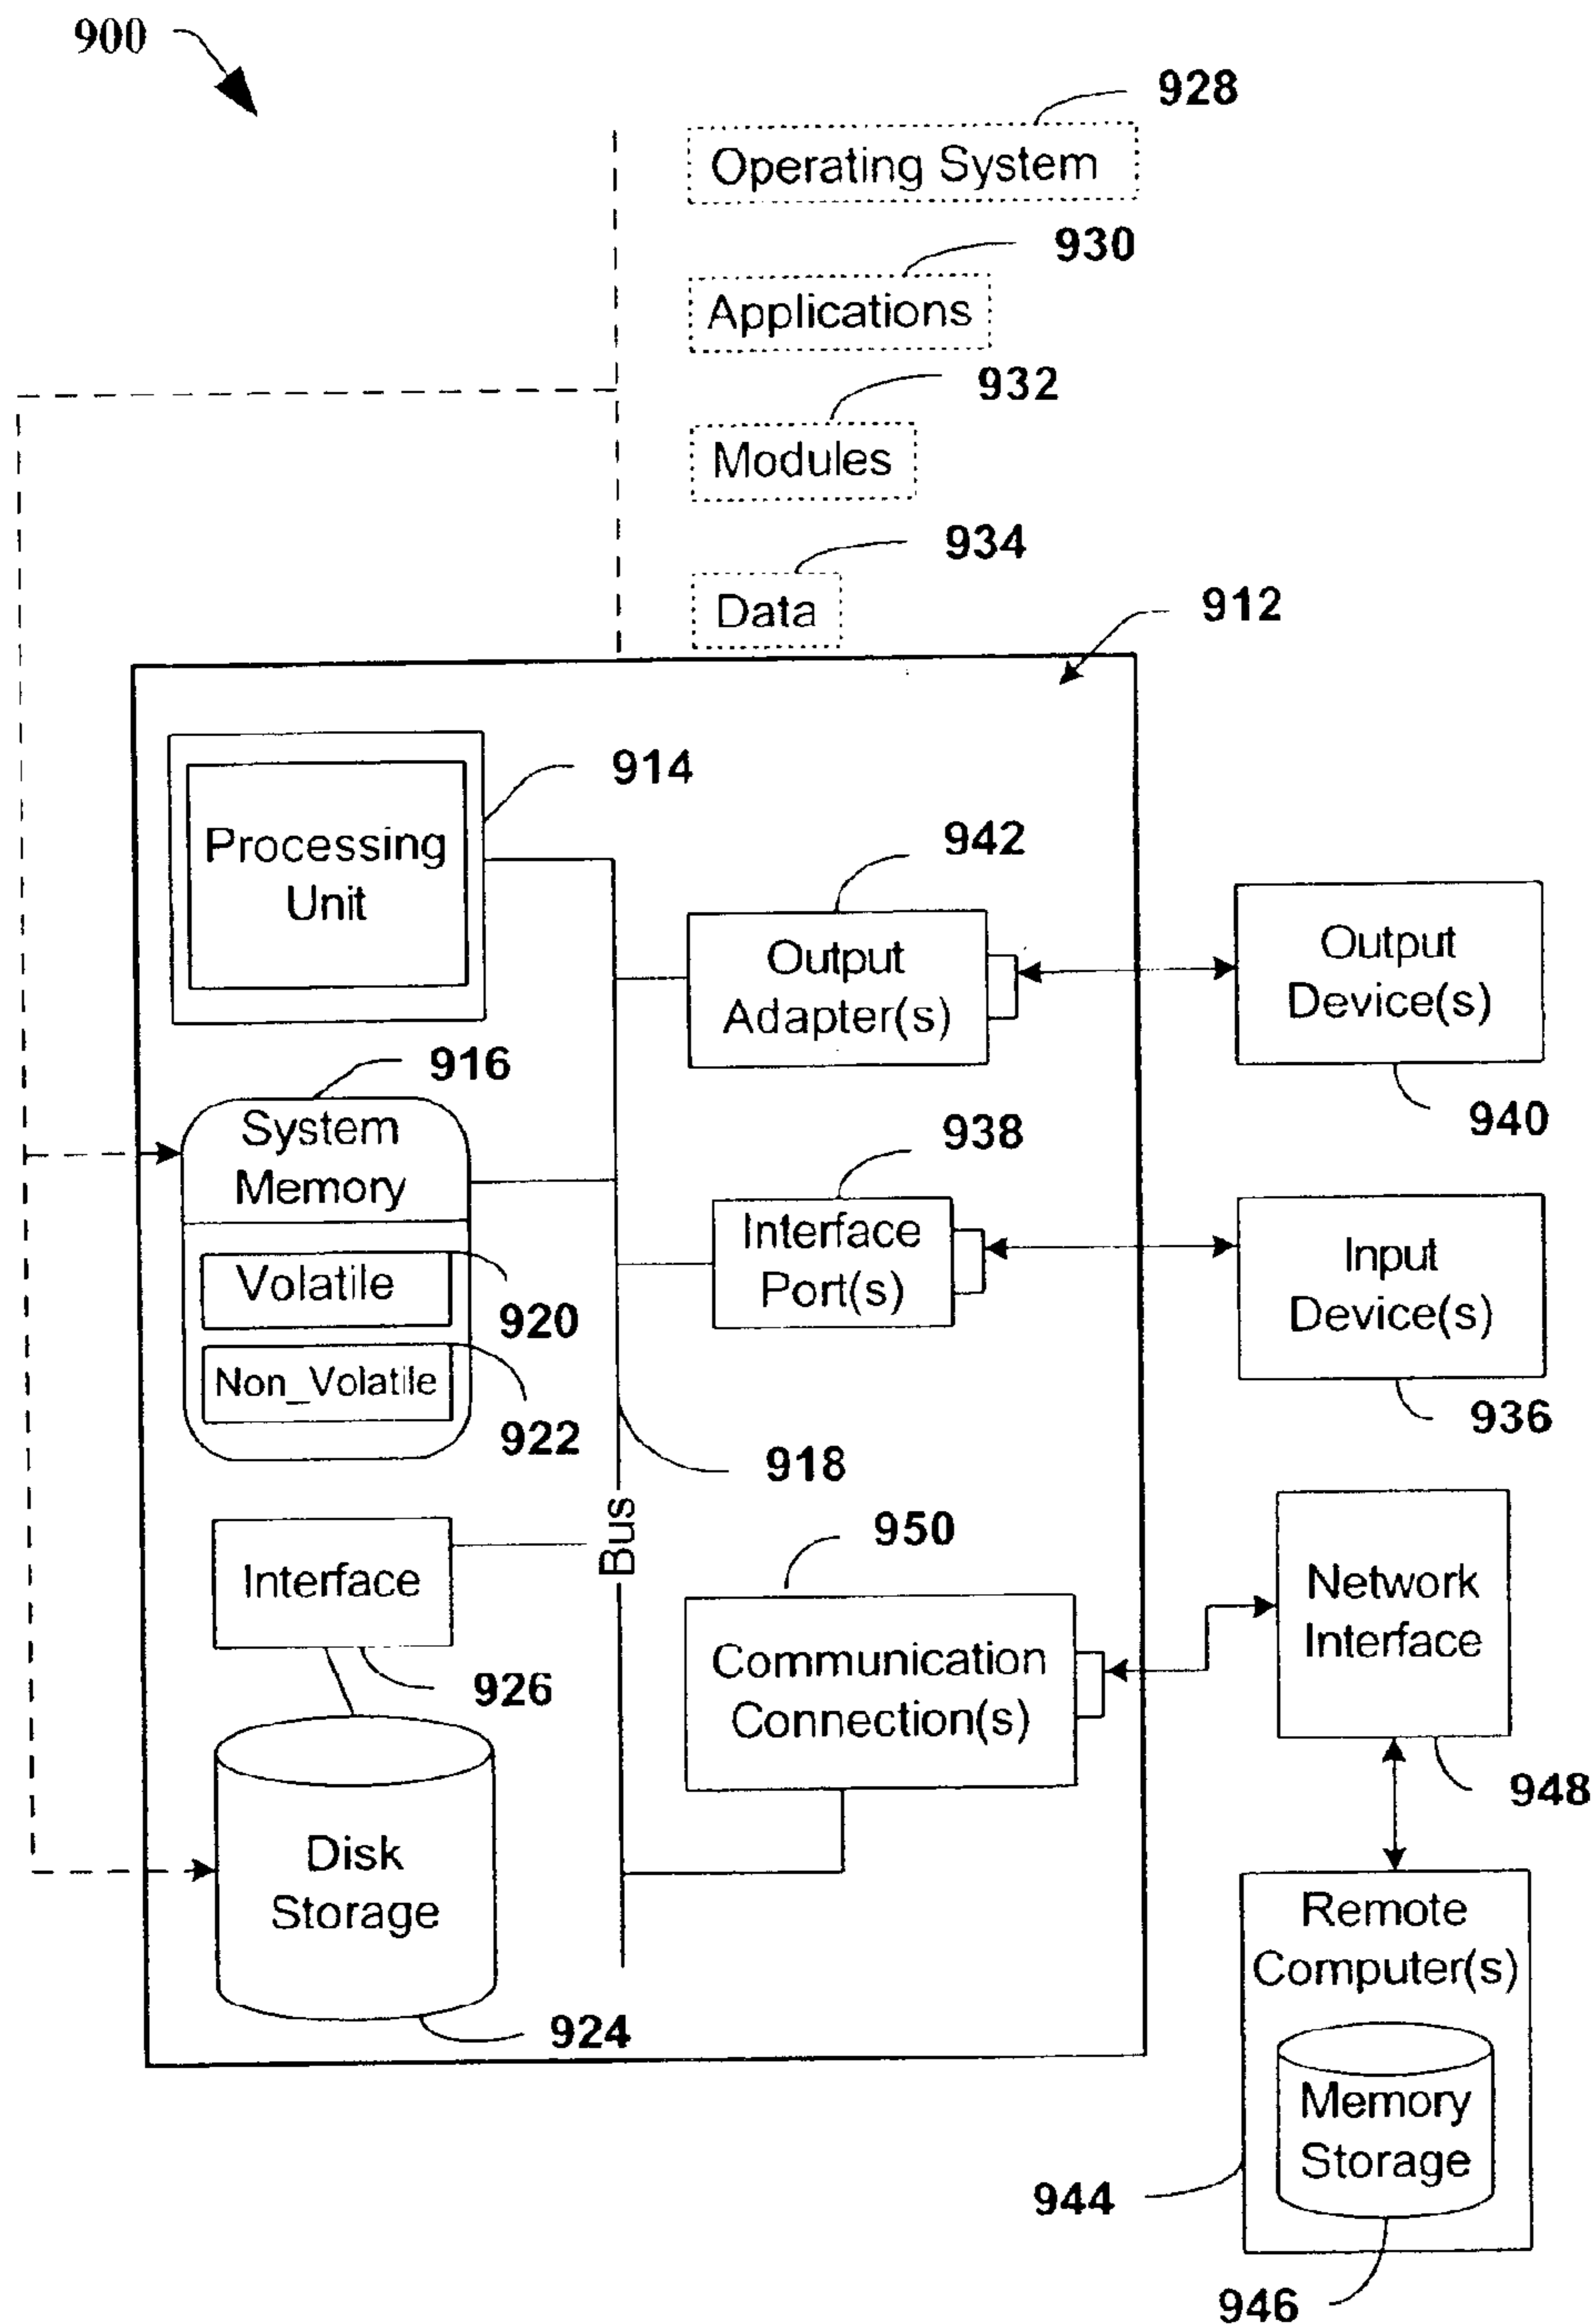 900
928
Operating System
930
Applications
932
Modules
934
Data
912
914
Processing
Unit
942
Output
Adapter(s)
Output
Device(s)
940
916
System
Memory
938
Interface
Port(s)
Input
Device(s)
936
Volatile
920
Non_Volatile
922
918
Bus
Interface
926
950
Communication
Connection(s)
Network
Interface
948
Disk
Storage
924
Remote
Computer(s)
Memory
Storage
944
946